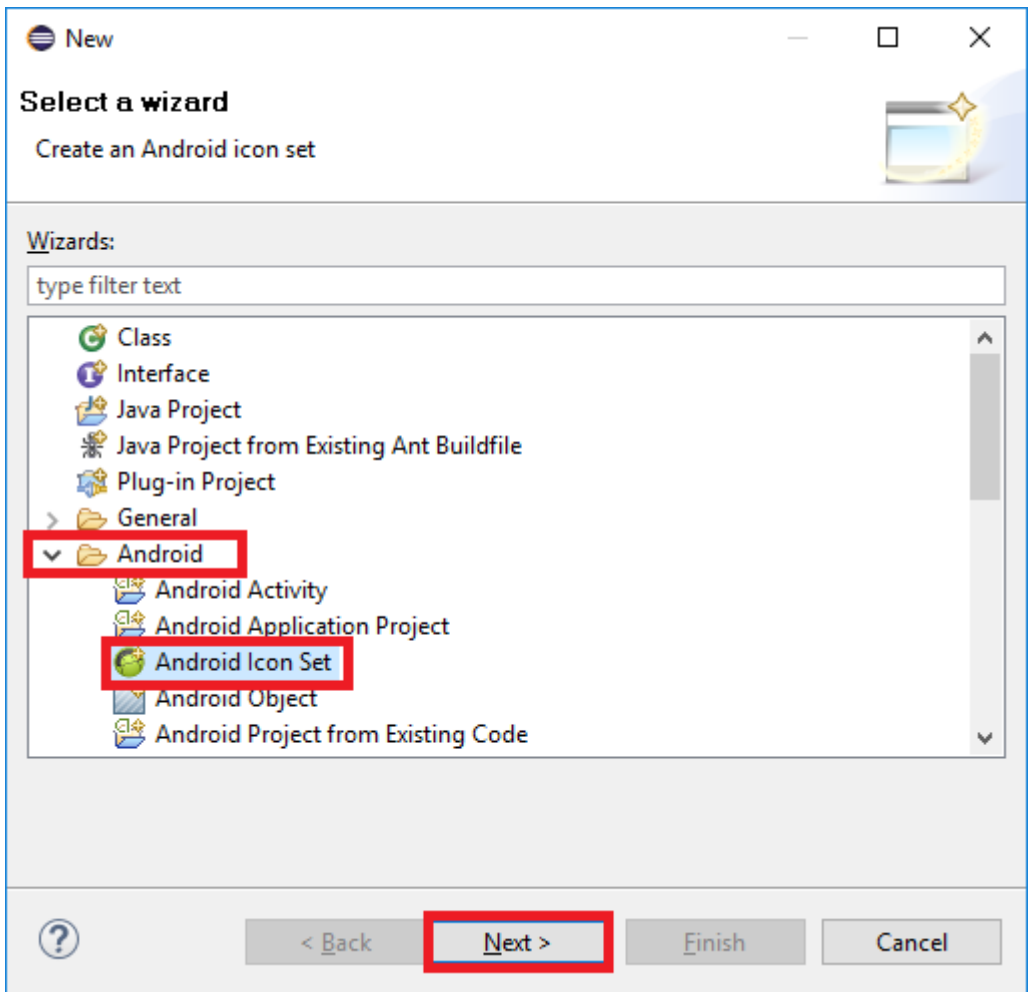 New
Select a wizard
Create an Android icon set
Wizards:
type filter text
Class
Interface
Java Project
Java Project from Existing Ant Buildfile
Plug-in Project
General
Android
Android Activity
Android Application Project
Android Icon Set
Android Object
Android Project from Existing Code
? < Back Next > Finish Cancel